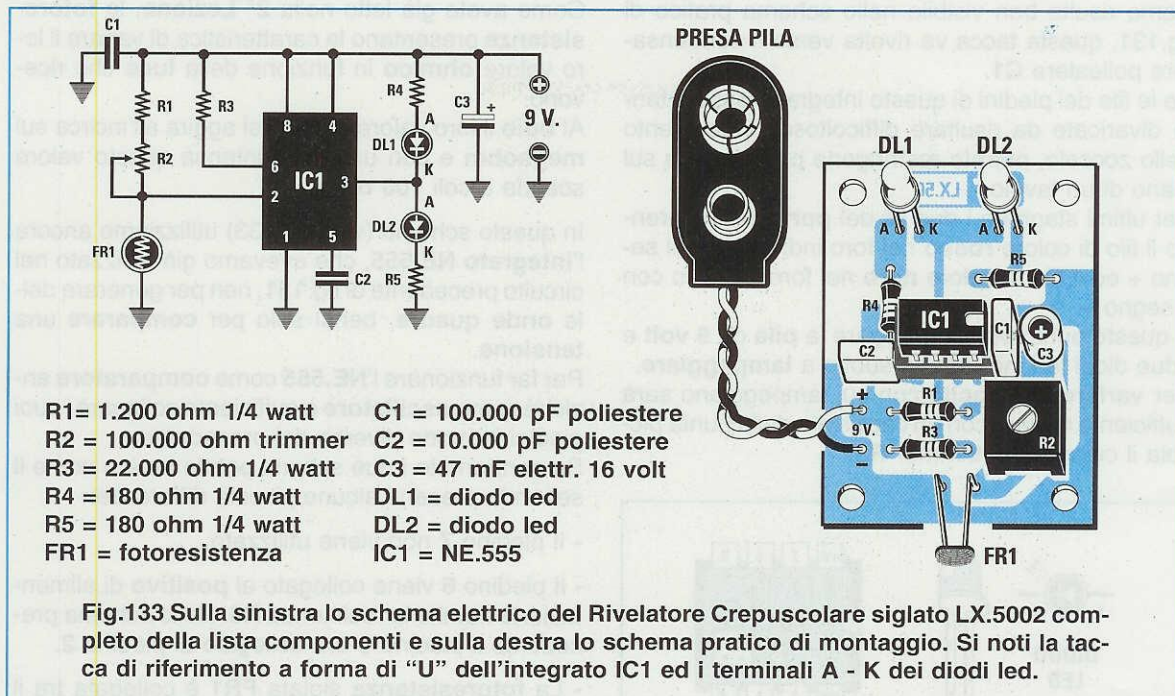 C1
R1
R2
R3
FR1
8
4
6
2
3
1
5
IC1
C2
R4
A
DL1
K
A
DL2
K
R5
C3
+
+
9 V.
−
PRESA PILA
DL1
DL2
LX.50
A
K
A
K
R5
R4
IC1
C1
C2
+
C3
R1
R2
R3
+
9 V.
−
FR1
R1= 1.200 ohm 1/4 watt
R2 = 100.000 ohm trimmer
R3 = 22.000 ohm 1/4 watt
R4 = 180 ohm 1/4 watt
R5 = 180 ohm 1/4 watt
FR1 = fotoresistenza
C1 = 100.000 pF poliestere
C2 = 10.000 pF poliestere
C3 = 47 mF elettr. 16 volt
DL1 = diodo led
DL2 = diodo led
IC1 = NE.555
Fig.133 Sulla sinistra lo schema elettrico del Rivelatore Crepuscolare siglato LX.5002 com-
pleto della lista componenti e sulla destra lo schema pratico di montaggio. Si noti la tac-
ca di riferimento a forma di “U” dell'integrato IC1 ed i terminali A - K dei diodi led.